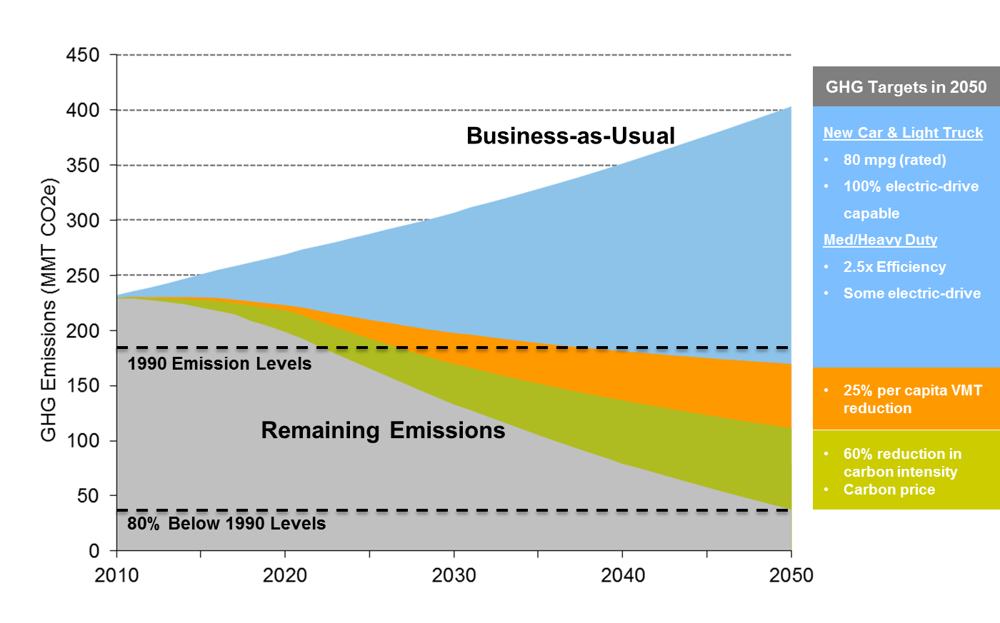 450
400
350
300
250
200
150
100
50
0
GHG Emissions (MMT CO2e)
2010
2020
2030
2040
2050
Business-as-Usual
1990 Emission Levels
Remaining Emissions
80% Below 1990 Levels
GHG Targets in 2050
New Car & Light Truck
• 80 mpg (rated)
• 100% electric-drive
capable
Med/Heavy Duty
• 2.5x Efficiency
• Some electric-drive
• 25% per capita VMT
reduction
• 60% reduction in
carbon intensity
• Carbon price